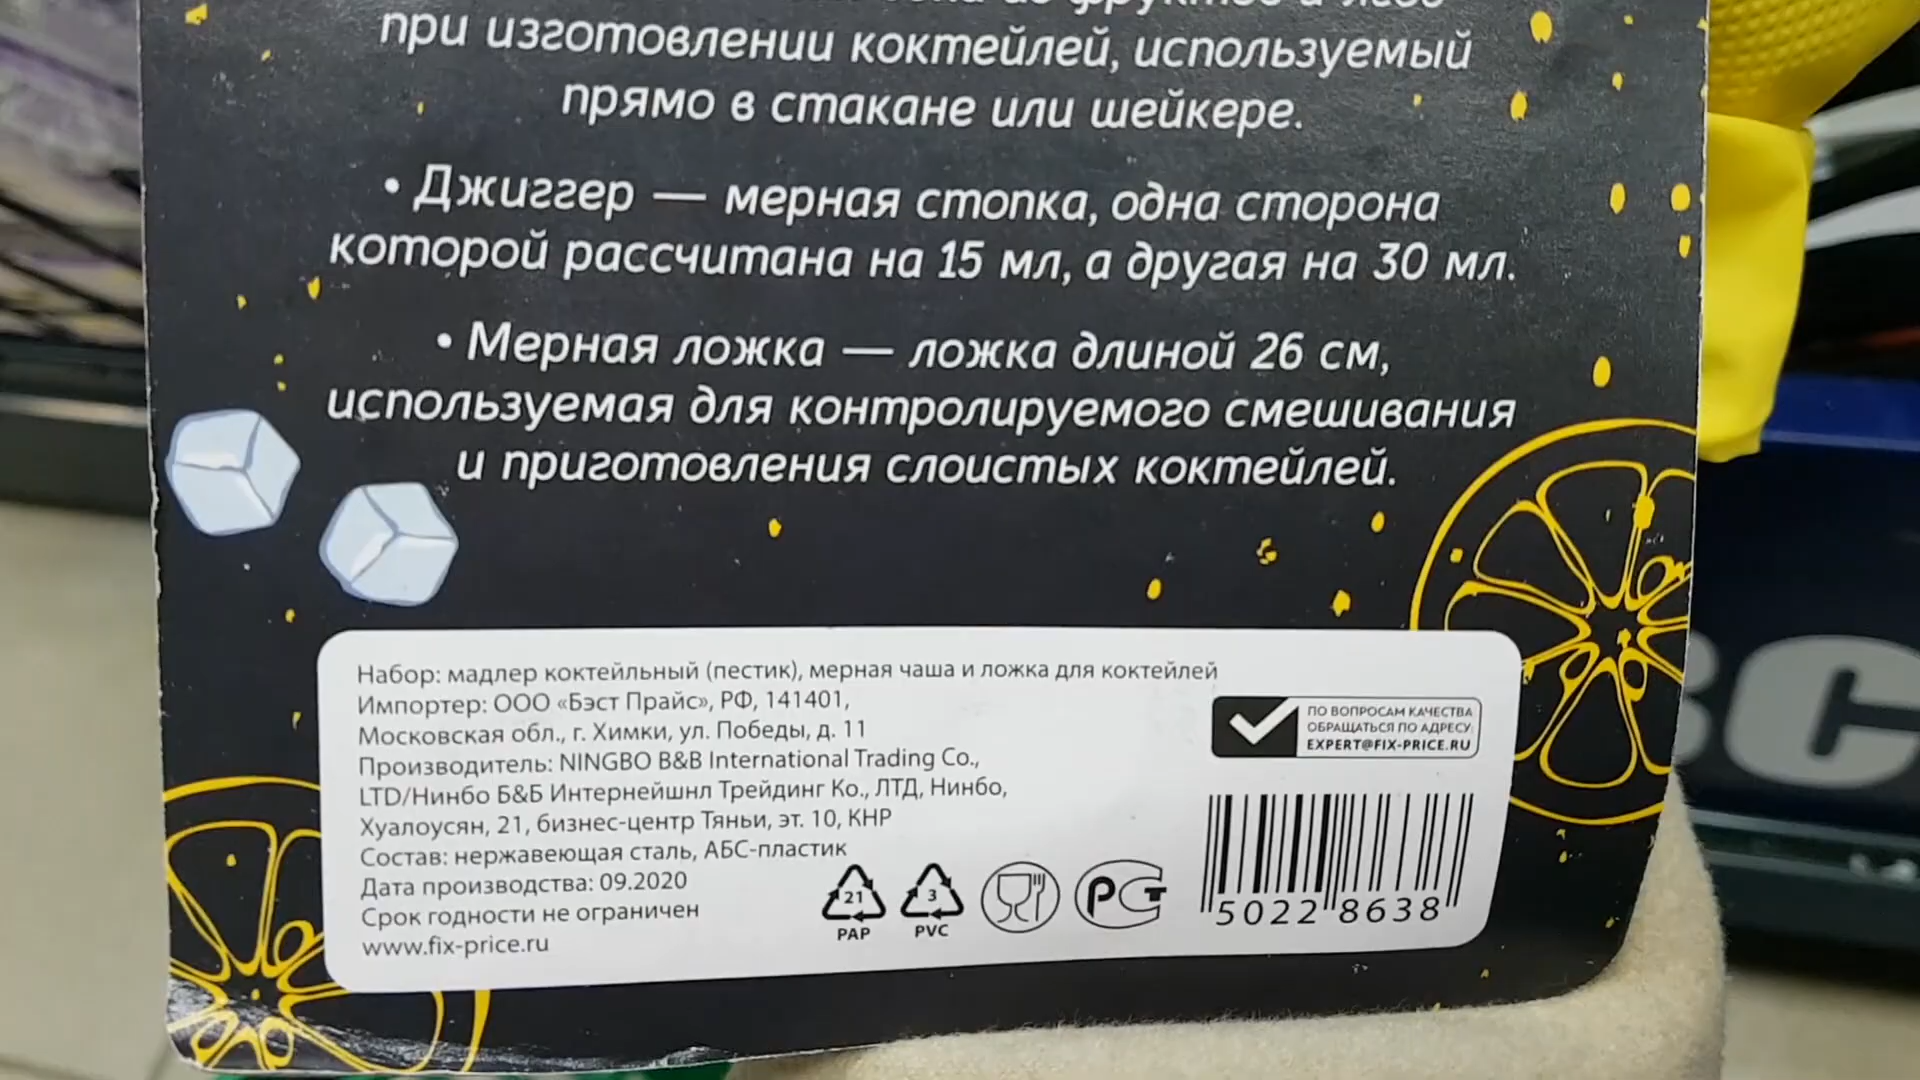 при изготовлении коктейлей, используемый
прямо в стакане или шейкере.
• Джиггер — мерная стопка, одна сторона
которой рассчитана на 15 мл, а другая на 30 мл.
• Мерная ложка — ложка длиной 26 см,
используемая для контролируемого смешивания
и приготовления слоистых коктейлей.
Набор: мадлер коктейльный (пестик), мерная чаша и ложка для коктейлей
Импортер: ООО «Бэст Прайс», РФ, 141401,
Московская обл., г. Химки, ул. Победы, д. 11
Производитель: NINGBO B&B International Trading Co.,
LTD/Нинбо Б&Б Интернейшнл Трейдинг Ко., ЛТД, Нинбо,
Хуалоусян, 21, бизнес-центр Тяньи, эт. 10, КНР
Состав: нержавеющая сталь, АБС-пластик
Дата производства: 09.2020
Срок годности не ограничен
www.fix-price.ru
ПО ВОПРОСАМ КАЧЕСТВА
ОБРАЩАТЬСЯ ПО АДРЕСУ:
EXPERT@FIX-PRICE.RU
21
PAP
3
PVC
РСТ
5022 8638